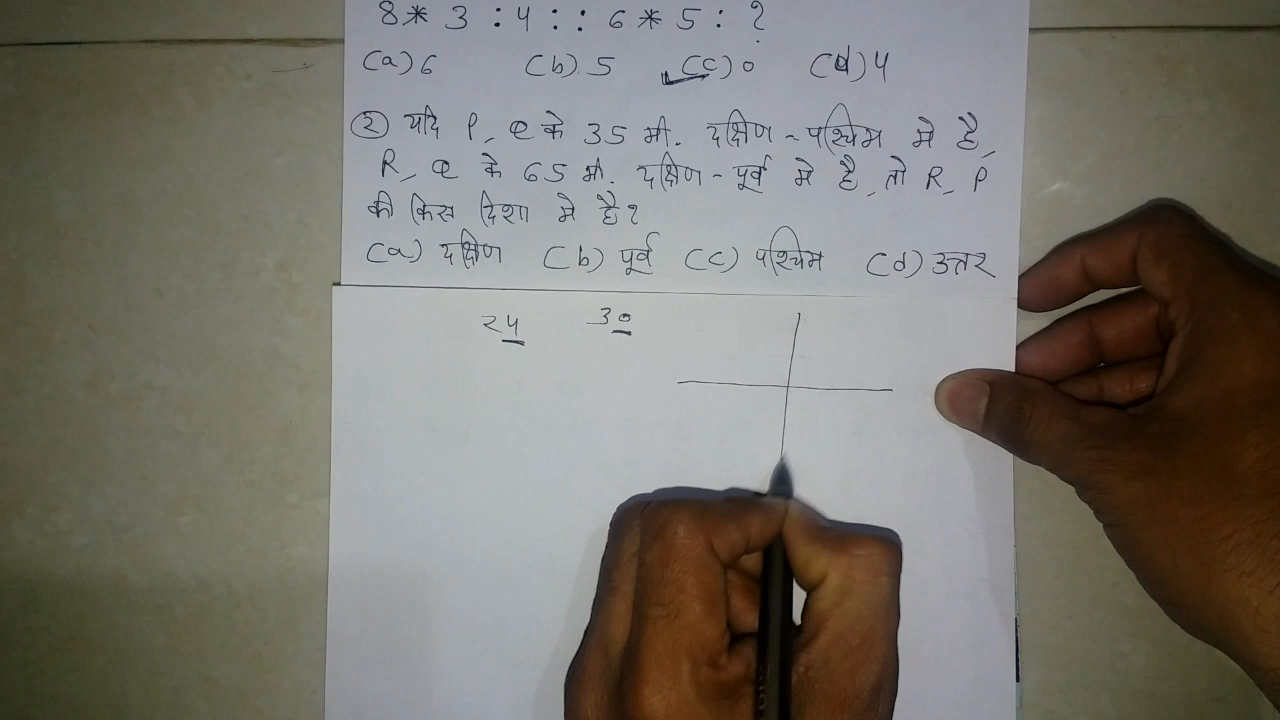 8* 3 : 4 : : 6 * 5 : ?
(a) 6 (b) 5 (c) 0 (d) 4
(2) यदि P, Q के 35 मी. दक्षिण - पश्चिम मे है,
R, Q के 65 मी. दक्षिण - पूर्व मे है, तो R, P
की किस दिशा मे है?
(a) दक्षिण (b) पूर्व (c) पश्चिम (d) उत्तर
24 30